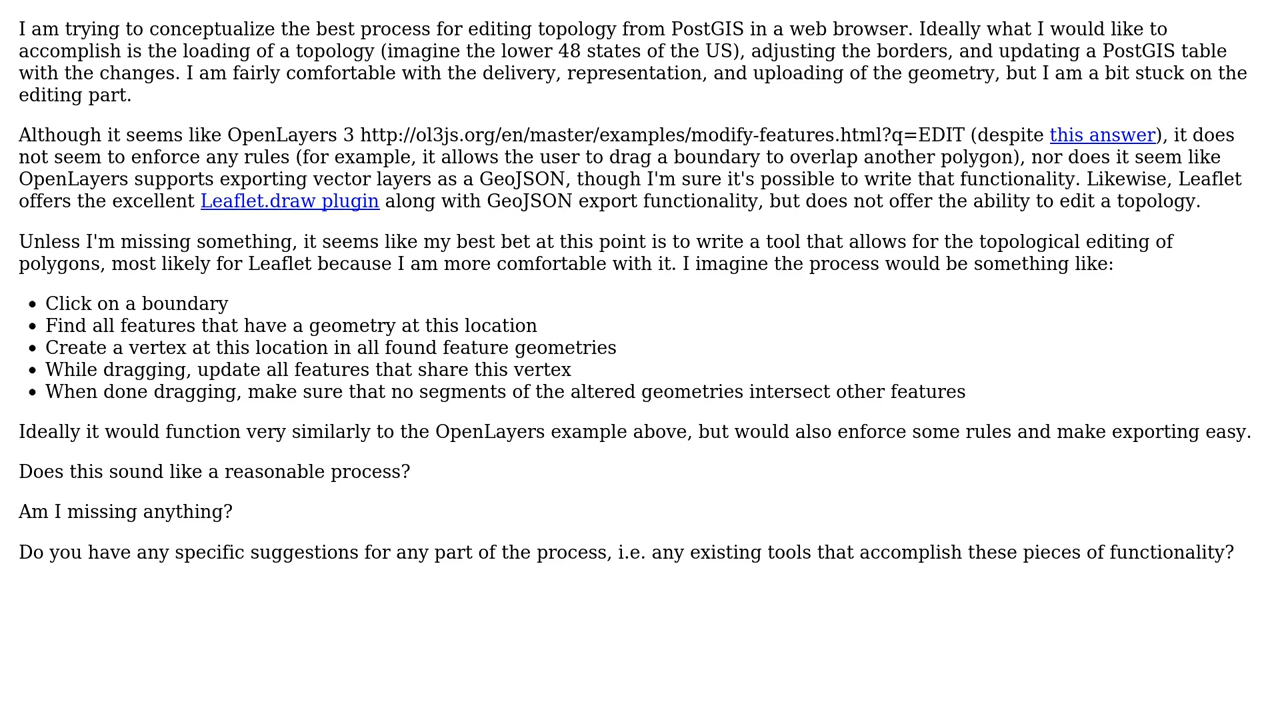 I am trying to conceptualize the best process for editing topology from PostGIS in a web browser. Ideally what I would like to
accomplish is the loading of a topology (imagine the lower 48 states of the US), adjusting the borders, and updating a PostGIS table
with the changes. I am fairly comfortable with the delivery, representation, and uploading of the geometry, but I am a bit stuck on the
editing part.
Although it seems like OpenLayers 3 http://ol3js.org/en/master/examples/modify-features.html?q=EDIT (despite this answer), it does
not seem to enforce any rules (for example, it allows the user to drag a boundary to overlap another polygon), nor does it seem like
OpenLayers supports exporting vector layers as a GeoJSON, though I'm sure it's possible to write that functionality. Likewise, Leaflet
offers the excellent Leaflet.draw plugin along with GeoJSON export functionality, but does not offer the ability to edit a topology.
Unless I'm missing something, it seems like my best bet at this point is to write a tool that allows for the topological editing of
polygons, most likely for Leaflet because I am more comfortable with it. I imagine the process would be something like:
• Click on a boundary
• Find all features that have a geometry at this location
• Create a vertex at this location in all found feature geometries
• While dragging, update all features that share this vertex
• When done dragging, make sure that no segments of the altered geometries intersect other features
Ideally it would function very similarly to the OpenLayers example above, but would also enforce some rules and make exporting easy.
Does this sound like a reasonable process?
Am I missing anything?
Do you have any specific suggestions for any part of the process, i.e. any existing tools that accomplish these pieces of functionality?